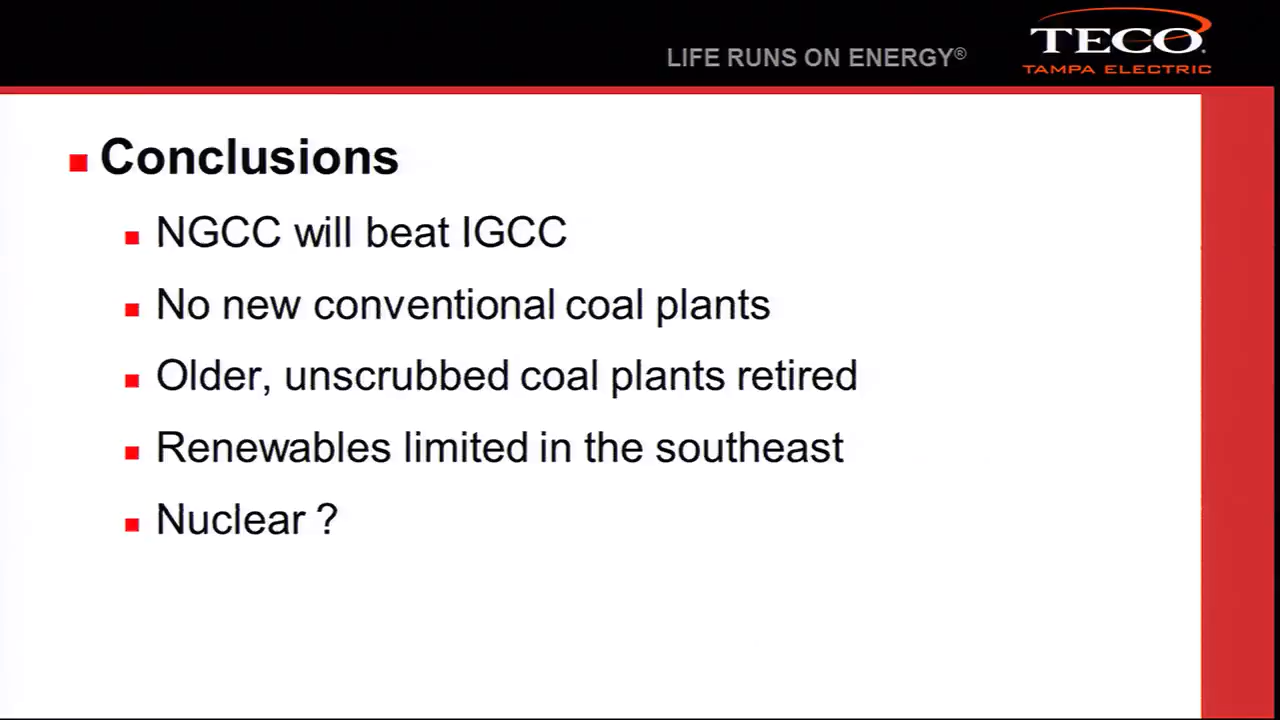 LIFE RUNS ON ENERGY®
TECO.
TAMPA ELECTRIC
Conclusions
NGCC will beat IGCC
No new conventional coal plants
Older, unscrubbed coal plants retired
Renewables limited in the southeast
Nuclear ?